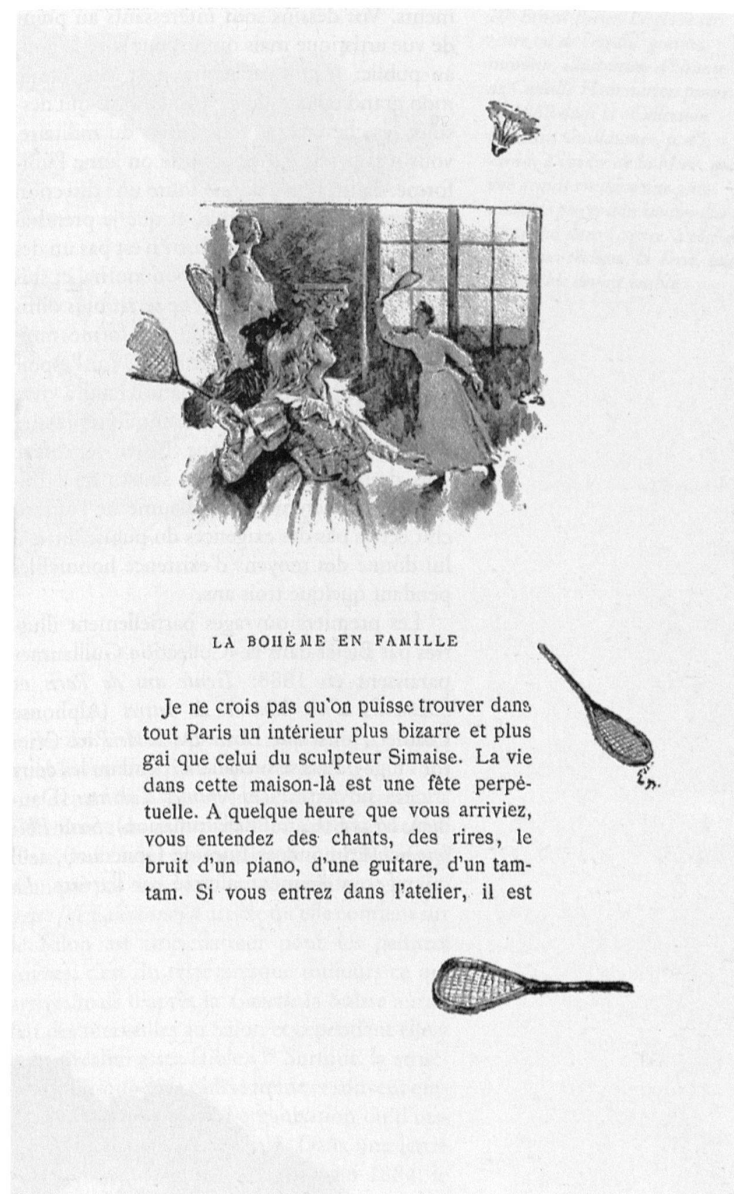 LA BOHÈME EN FAMILLE
Je ne crois pas qu'on puisse trouver dans
tout Paris un intérieur plus bizarre et plus
gai que celui du sculpteur Simaise. La vie
dans cette maison-là est une fête perpé-
tuelle. A quelque heure que vous arriviez,
vous entendez des chants, des rires, le
bruit d'un piano, d'une guitare, d'un tam-
tam. Si vous entrez dans l'atelier, il est